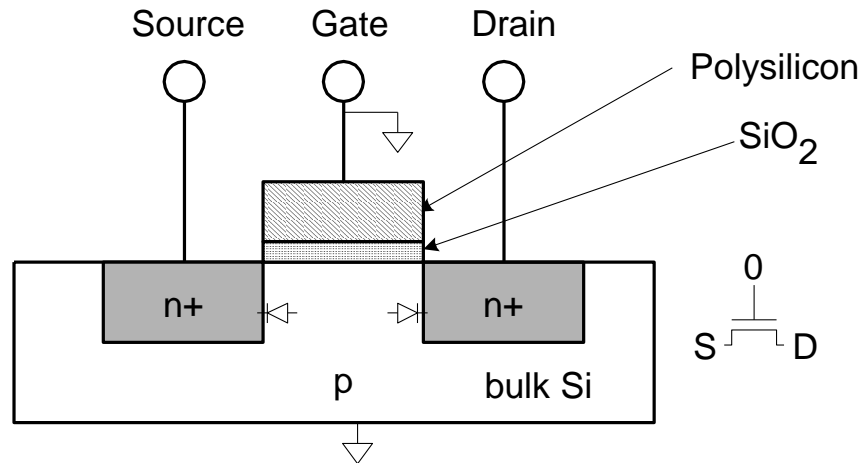 Source Gate Drain
Polysilicon
SiO2
0
n+ n+
S D
p bulk Si